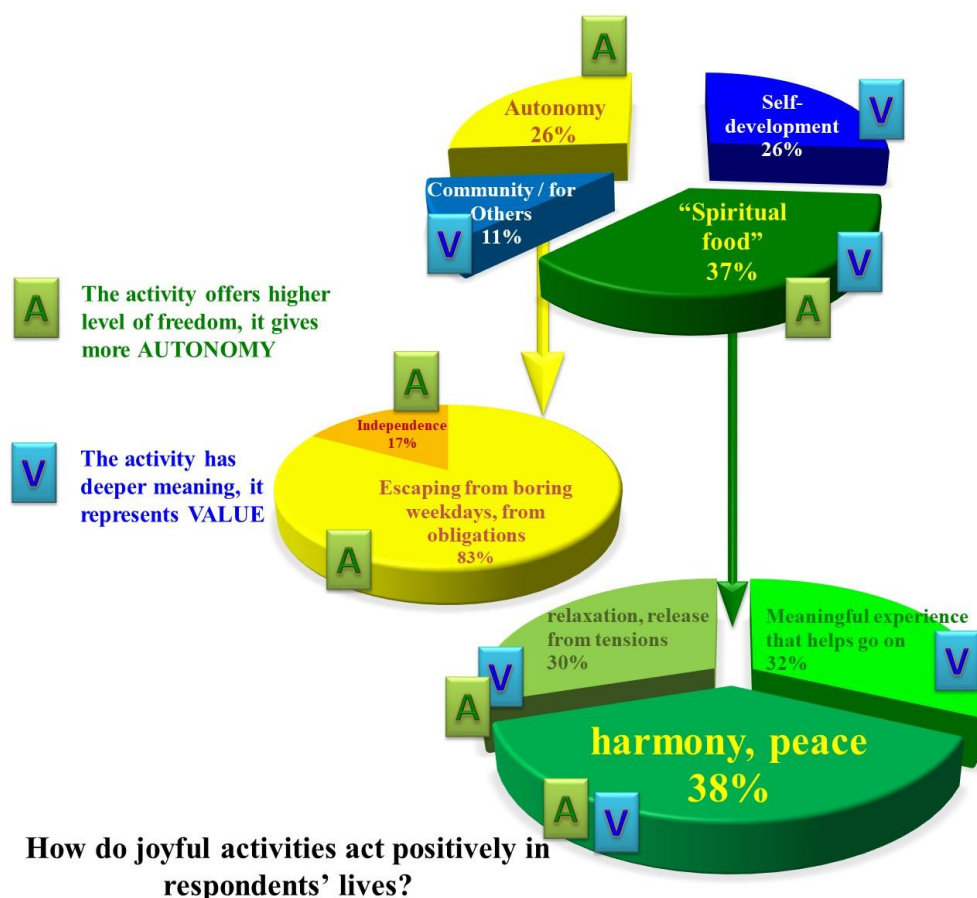 A
Autonomy
26%
Self-
development
26%
V
Community / for
Others
11%
V
“Spiritual
food”
37%
V
A
A
The activity offers higher
level of freedom, it gives
more AUTONOMY
V
The activity has
deeper meaning, it
represents VALUE
A
Independence
17%
Escaping from boring
weekdays, from
obligations
83%
A
relaxation, release
from tensions
30%
V
A
Meaningful experience
that helps go on
32%
V
harmony, peace
38%
A
V
How do joyful activities act positively in
respondents’ lives?